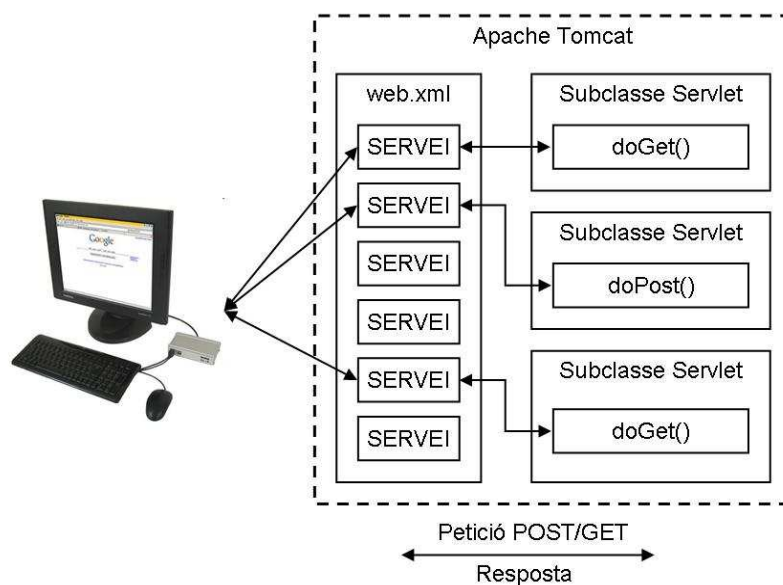 Apache Tomcat
web.xml
SERVEI
SERVEI
SERVEI
SERVEI
SERVEI
SERVEI
Subclasse Servlet
doGet()
Subclasse Servlet
doPost()
Subclasse Servlet
doGet()
Google
Petició POST/GET
Resposta